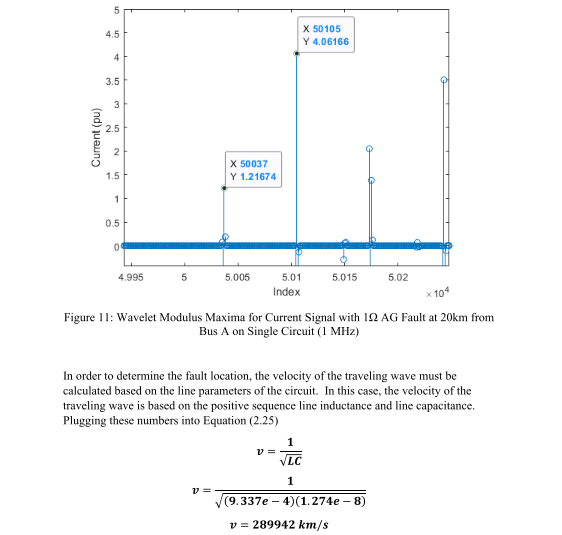 5
4.5
4
3.5
3
2.5
2
1.5
1
0.5
0
Current (pu)
X 50105
Y 4.06166
X 50037
Y 1.21674
4.995 5 5.005 5.01 5.015 5.02
Index
× 10⁴
Figure 11: Wavelet Modulus Maxima for Current Signal with 1Ω AG Fault at 20km from
Bus A on Single Circuit (1 MHz)
In order to determine the fault location, the velocity of the traveling wave must be
calculated based on the line parameters of the circuit. In this case, the velocity of the
traveling wave is based on the positive sequence line inductance and line capacitance.
Plugging these numbers into Equation (2.25)
v = 1 / √LC
v = 1 / √(9.337e − 4)(1.274e − 8)
v = 289942 km/s